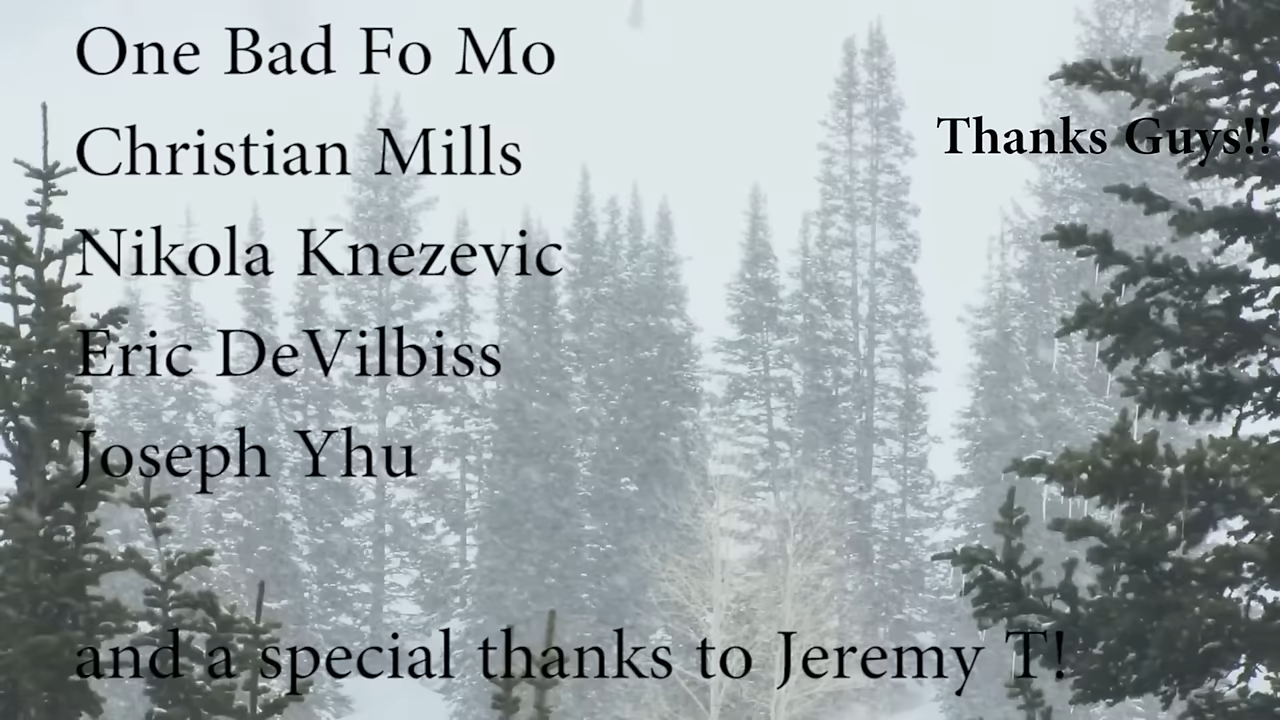 One Bad Fo Mo
Christian Mills
Thanks Guys!!
Nikola Knezevic
Eric DeVilbiss
Joseph Yhu
and a special thanks to Jeremy T!